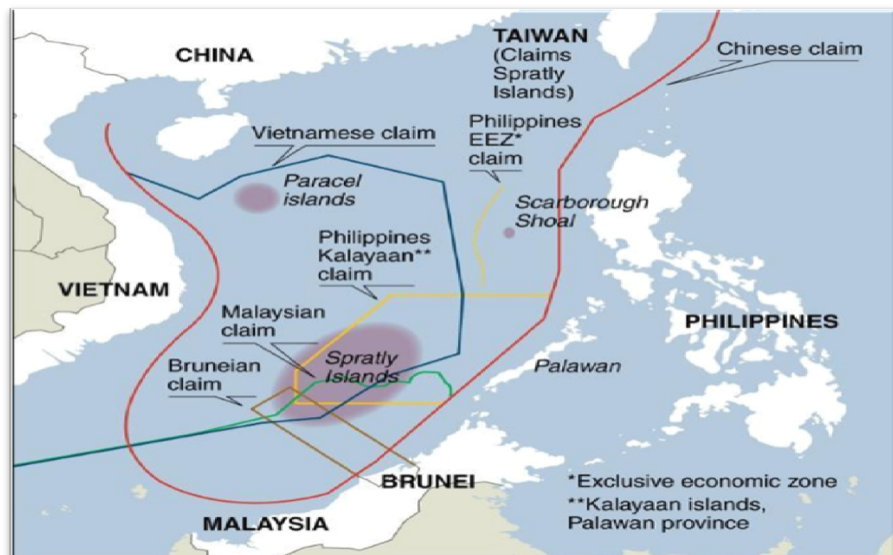 CHINA
TAIWAN
(Claims
Spratly
Islands)
Chinese claim
Vietnamese claim
Philippines
EEZ*
claim
Paracel
islands
Scarborough
Shoal
Philippines
Kalayaan**
claim
VIETNAM
Malaysian
claim
PHILIPPINES
Bruneian
claim
Spratly
Islands
Palawan
BRUNEI
MALAYSIA
*Exclusive economic zone
**Kalayaan islands,
Palawan province